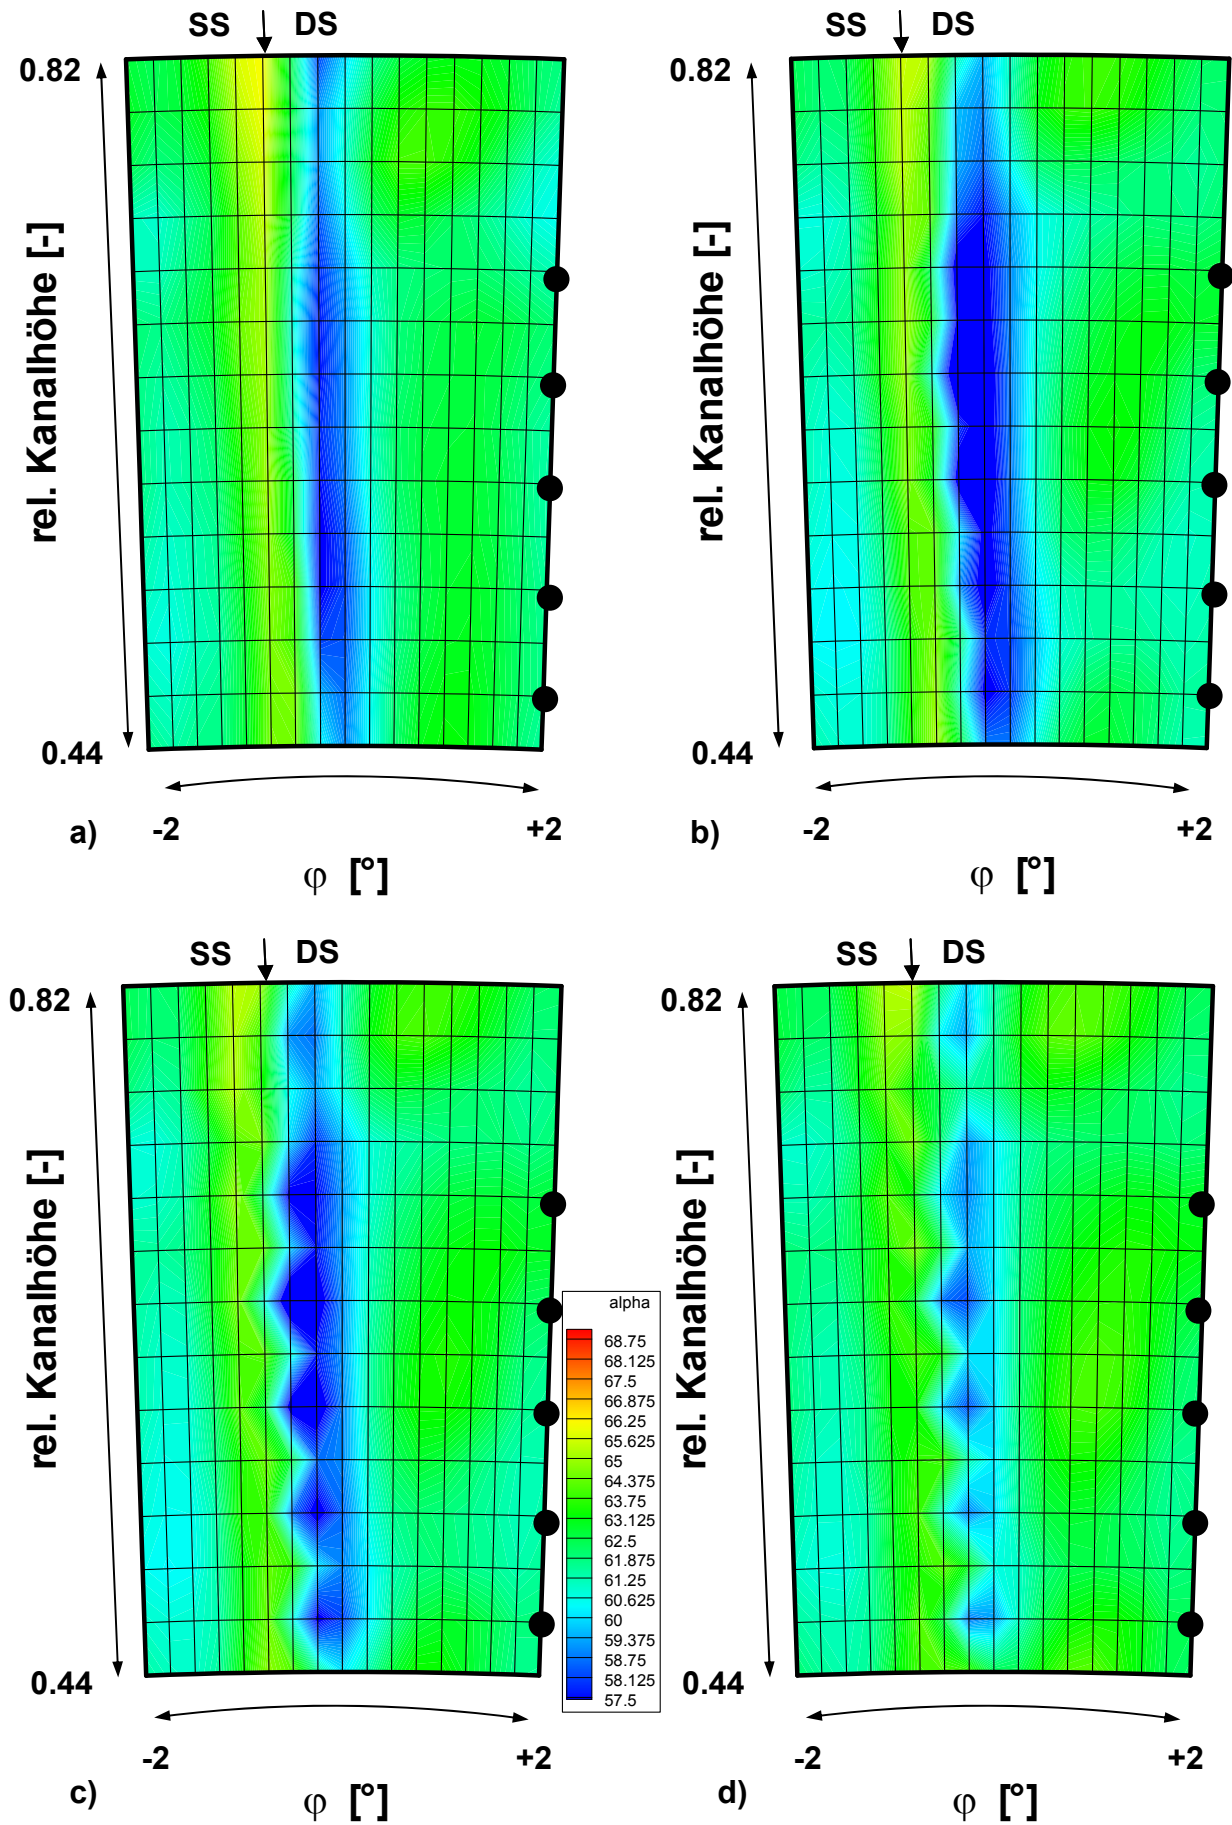 SS DS
0.82
rel. Kanalhöhe [-]
0.44
-2 +2
a)
φ [°]
SS DS
0.82
rel. Kanalhöhe [-]
0.44
-2 +2
b)
φ [°]
SS DS
0.82
rel. Kanalhöhe [-]
0.44
-2 +2
c)
φ [°]
alpha
68.75
68.125
67.5
66.875
66.25
65.625
65
64.375
63.75
63.125
62.5
61.875
61.25
60.625
60
59.375
58.75
58.125
57.5
SS DS
0.82
rel. Kanalhöhe [-]
0.44
-2 +2
d)
φ [°]